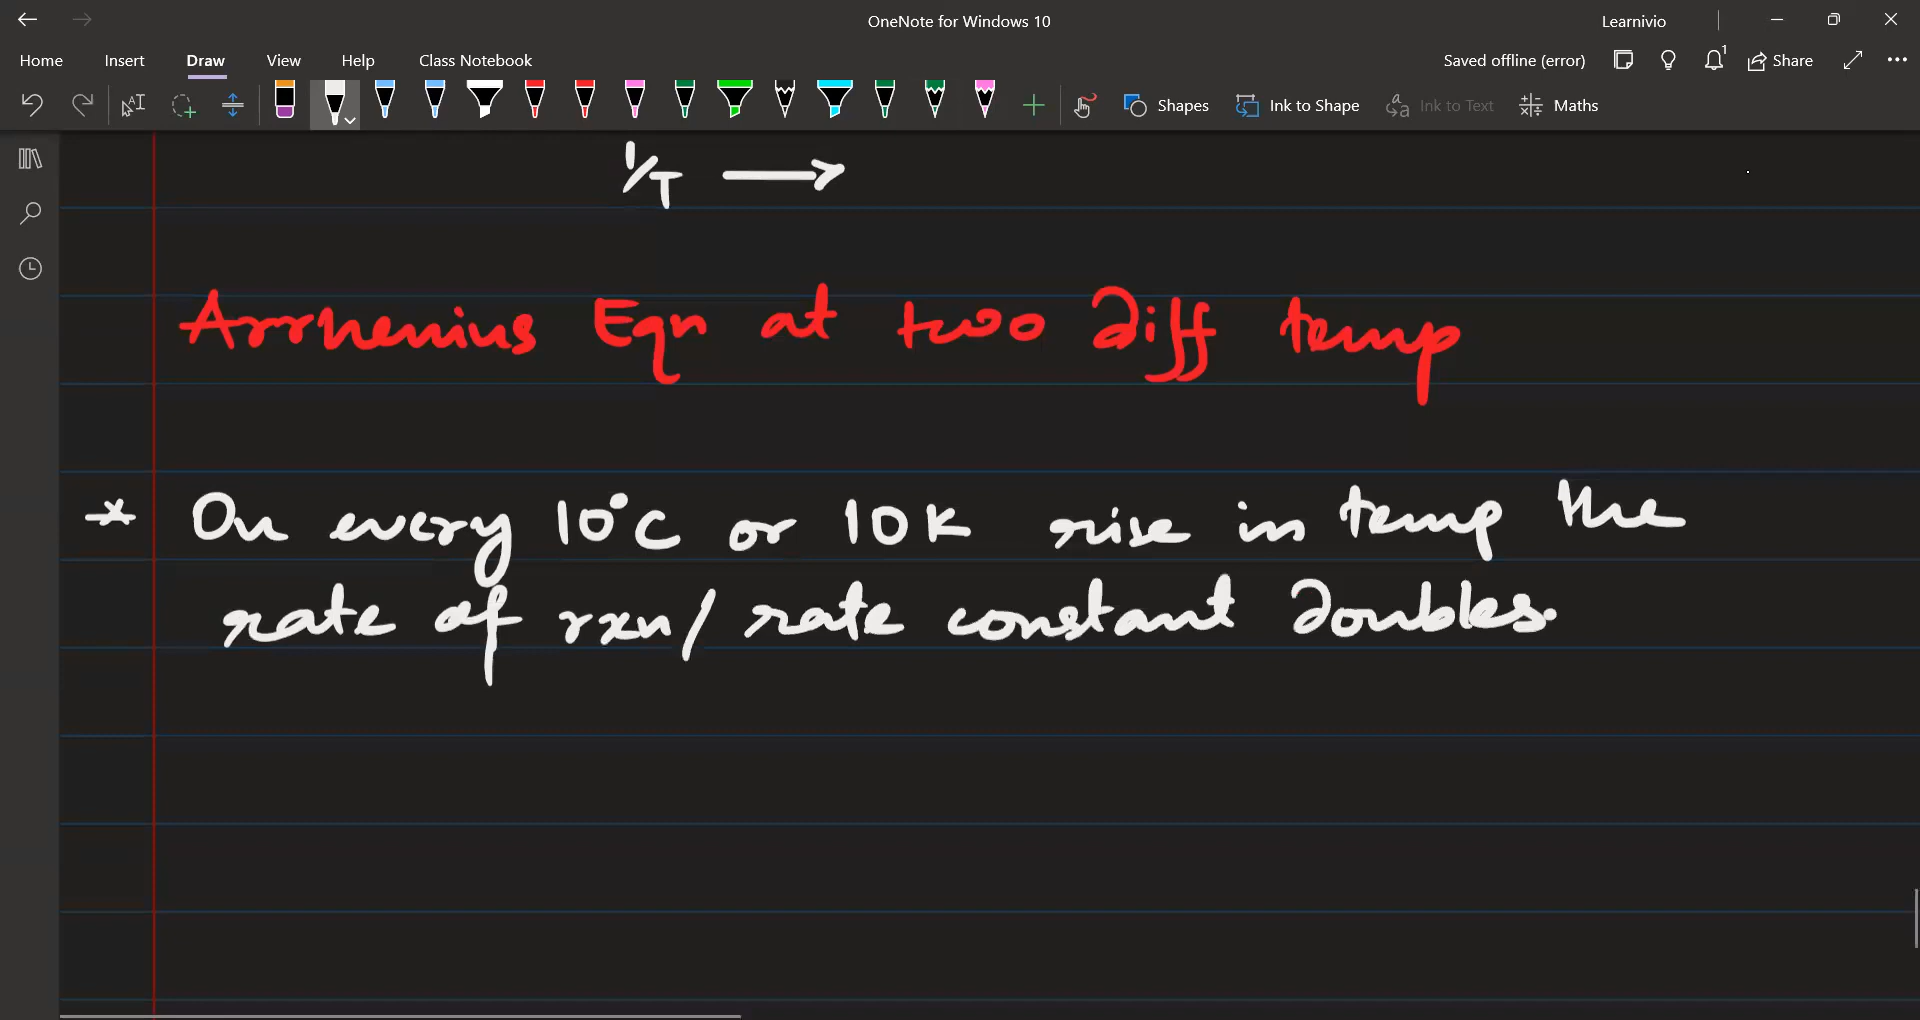 OneNote for Windows 10
Learnivio
Home Insert Draw View Help Class Notebook
Saved offline (error) 1 Share
Shapes Ink to Shape Ink to Text Maths
1/T →
Arrhenius Eqn at two diff temp
* On every 10°C or 10K rise in temp the
rate of rxn/ rate constant doubles.